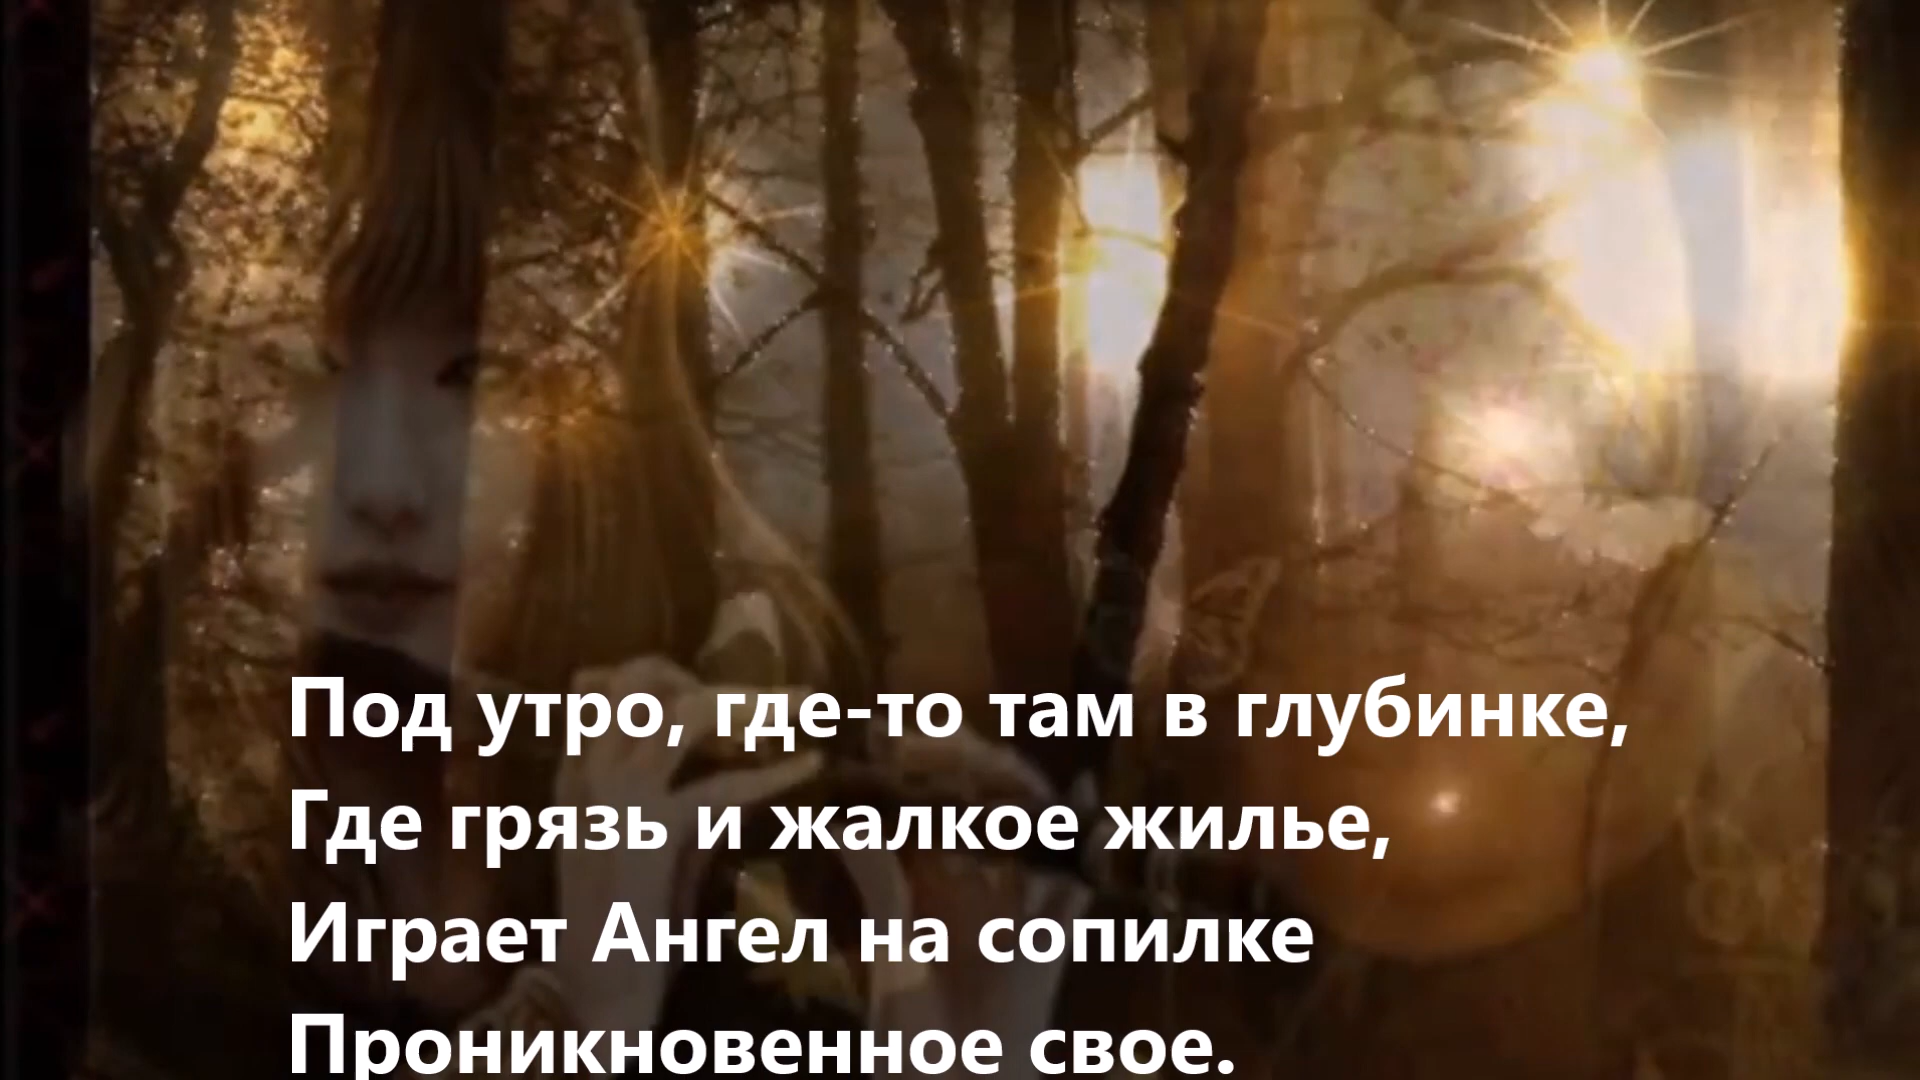 Под утро, где-то там в глубинке,
Где грязь и жалкое жилье,
Играет Ангел на сопилке
Проникновенное свое.